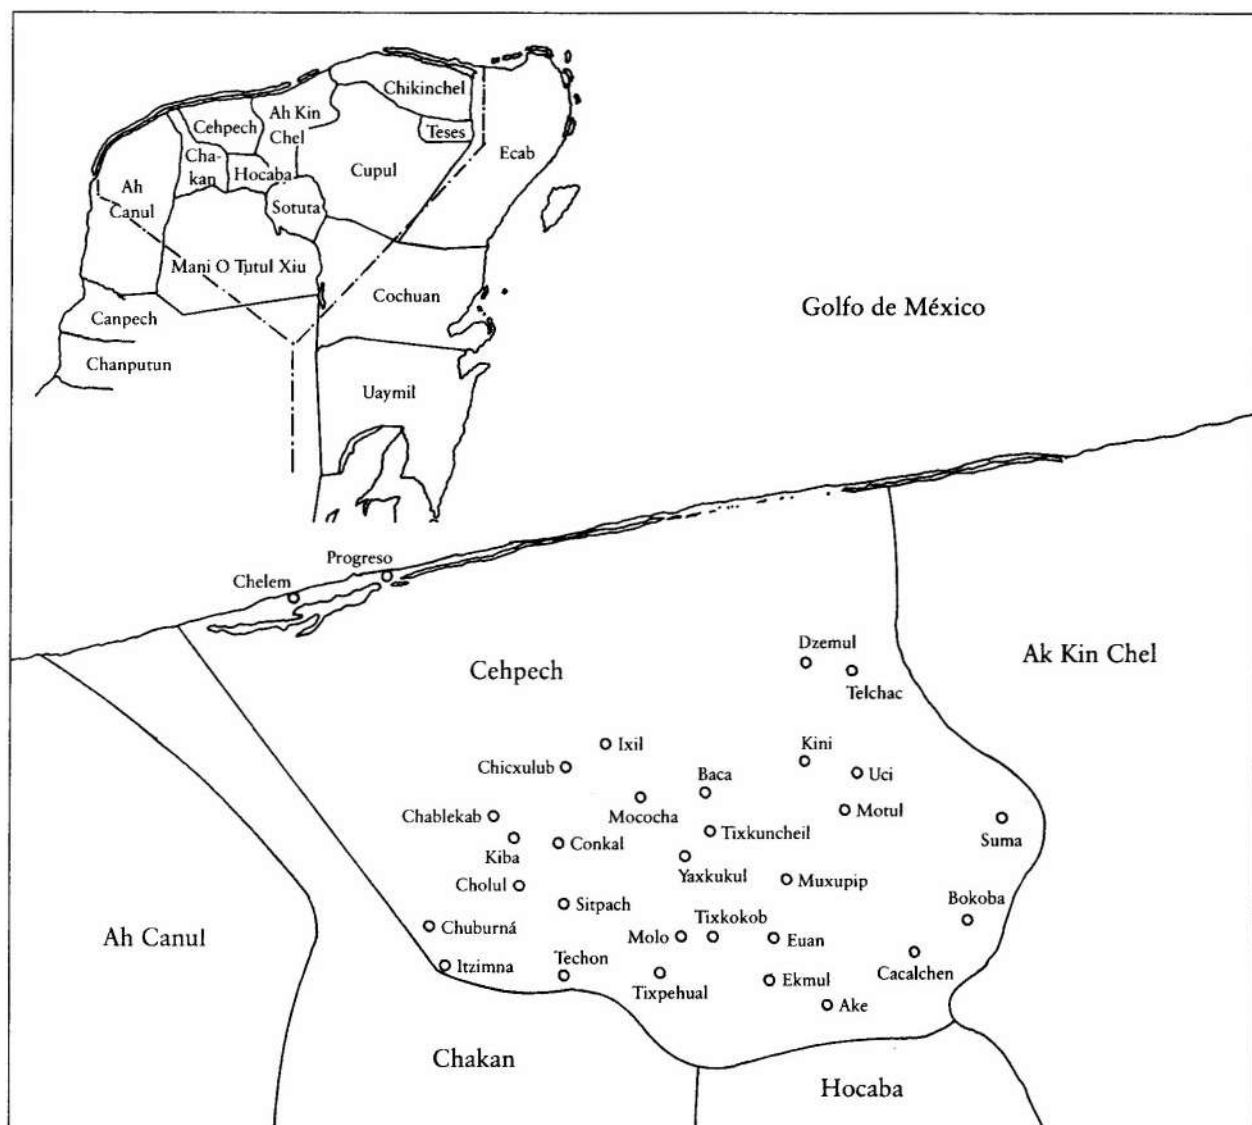 Chikinchel
Ah Kin
Chel
Cehpech
Teses
Ecab
Cha-
kan
Hocaba
Cupul
Ah
Canul
Sotuta
Mani O Tutul Xiu
Cochuan
Canpech
Chanputun
Uaymil
Golfo de México
Progreso
Chelem
Dzemul
Telchac
Cehpech
Ak Kin Chel
Ixil
Kini
Chicxulub
Uci
Baca
Mococha
Motul
Chablekab
Suma
Tixkuncheil
Kiba
Conkal
Yaxkukul
Muxupip
Cholul
Sitpach
Bokoba
Chuburná
Molo
Tixkokob
Euan
Ah Canul
Itzimna
Techon
Tixpehual
Ekmul
Cacalchen
Ake
Chakan
Hocaba